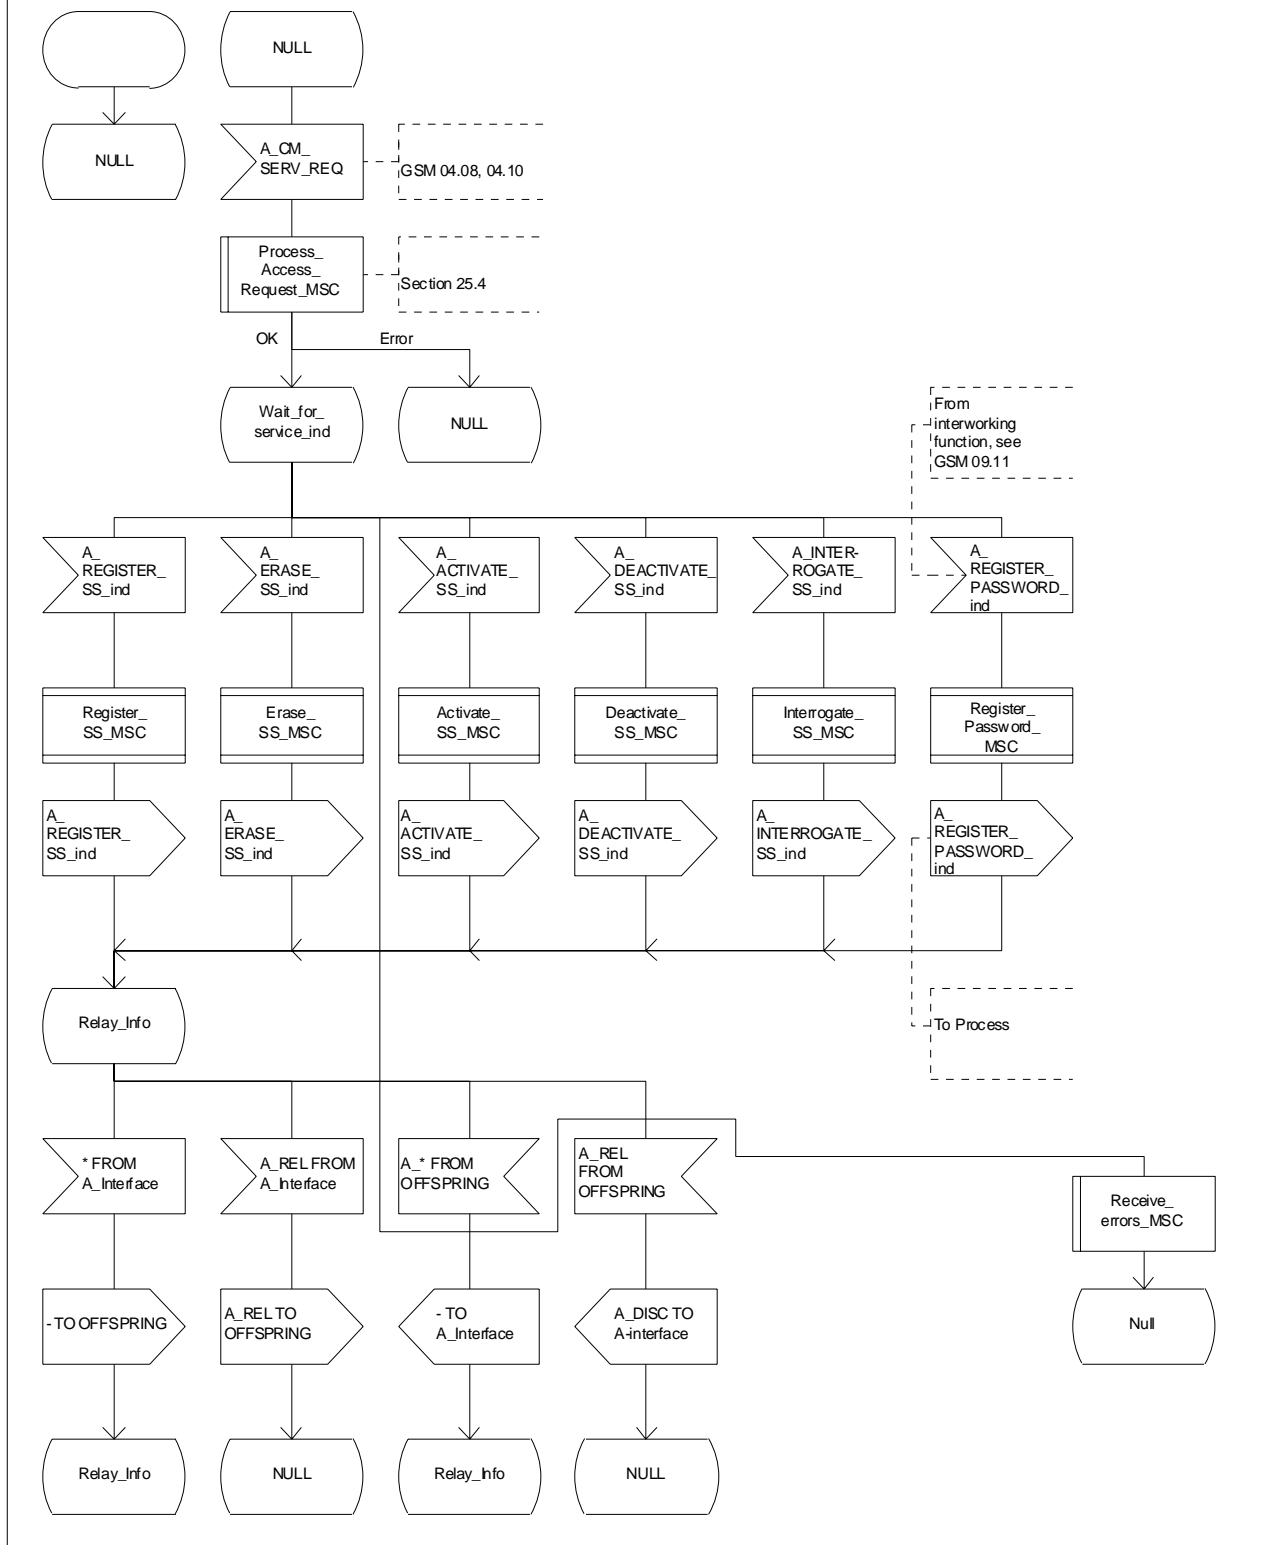 NULL
NULL
A_CM_
SERV_REQ
GSM 04.08, 04.10
Process_
Access_
Request_MSC
Section 25.4
OK
Error
Wait_for_
service_ind
NULL
From
interworking
function, see
GSM 09.11
A_
REGISTER_
SS_ind
A_
ERASE_
SS_ind
A_
ACTIVATE_
SS_ind
A_
DEACTIVATE_
SS_ind
A_INTER-
ROGATE_
SS_ind
A_
REGISTER_
PASSWORD_
ind
Register_
SS_MSC
Erase_
SS_MSC
Activate_
SS_MSC
Deactivate_
SS_MSC
Interrogate_
SS_MSC
Register_
Password_
MSC
A_
REGISTER_
SS_ind
A_
ERASE_
SS_ind
A_
ACTIVATE_
SS_ind
A_
DEACTIVATE_
SS_ind
A_
INTERROGATE_
SS_ind
A_
REGISTER_
PASSWORD_
ind
Relay_Info
To Process
* FROM
A_Interface
A_REL FROM
A_Interface
A_* FROM
OFFSPRING
A_REL
FROM
OFFSPRING
Receive_
errors_MSC
- TO OFFSPRING
A_REL TO
OFFSPRING
- TO
A_Interface
A_DISC TO
A-interface
Null
Relay_Info
NULL
Relay_Info
NULL